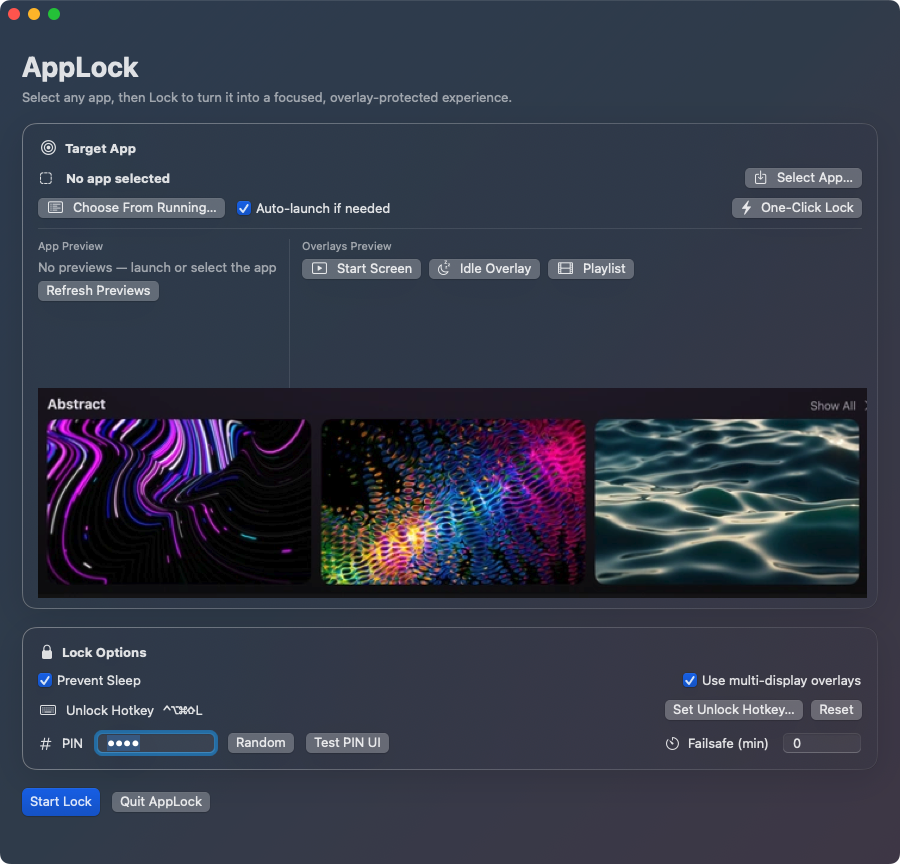 AppLock
Select any app, then Lock to turn it into a focused, overlay-protected experience.
Target App
No app selected
Select App...
Choose From Running...
Auto-launch if needed
One-Click Lock
App Preview
Overlays Preview
No previews — launch or select the app
Start Screen
Idle Overlay
Playlist
Refresh Previews
Abstract
Show All
Lock Options
Prevent Sleep
Use multi-display overlays
Unlock Hotkey ^⌥⌘⇧L
Set Unlock Hotkey...
Reset
# PIN ••••
Random
Test PIN UI
Failsafe (min)
0
Start Lock
Quit AppLock